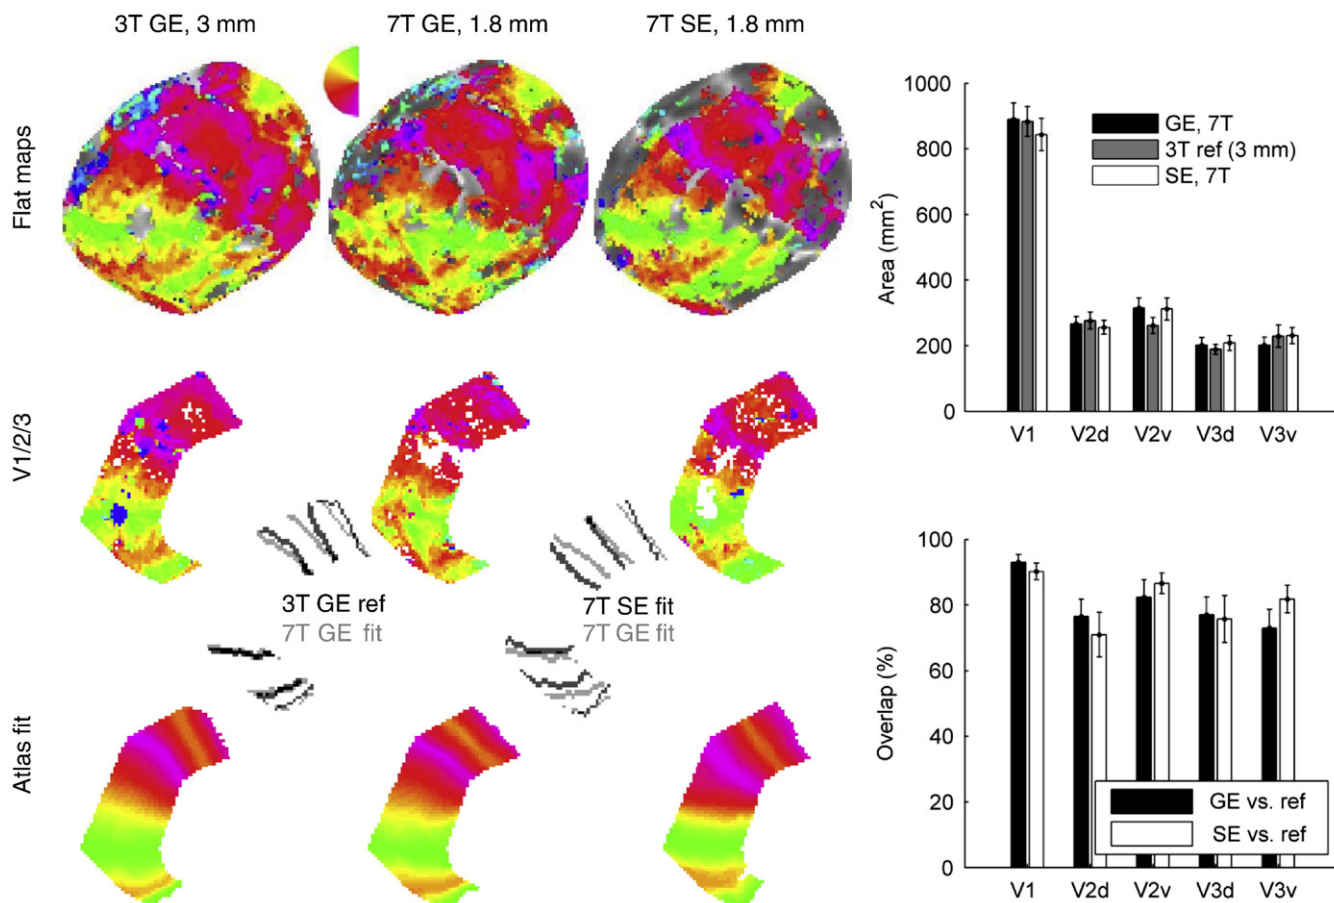 3T GE, 3 mm
7T GE, 1.8 mm
7T SE, 1.8 mm
Flat maps
V1/2/3
3T GE ref
7T GE fit
7T SE fit
7T GE fit
Atlas fit
1000
800
600
400
200
0
Area (mm²)
GE, 7T
3T ref (3 mm)
SE, 7T
V1 V2d V2v V3d V3v
100
80
60
40
20
0
Overlap (%)
GE vs. ref
SE vs. ref
V1 V2d V2v V3d V3v